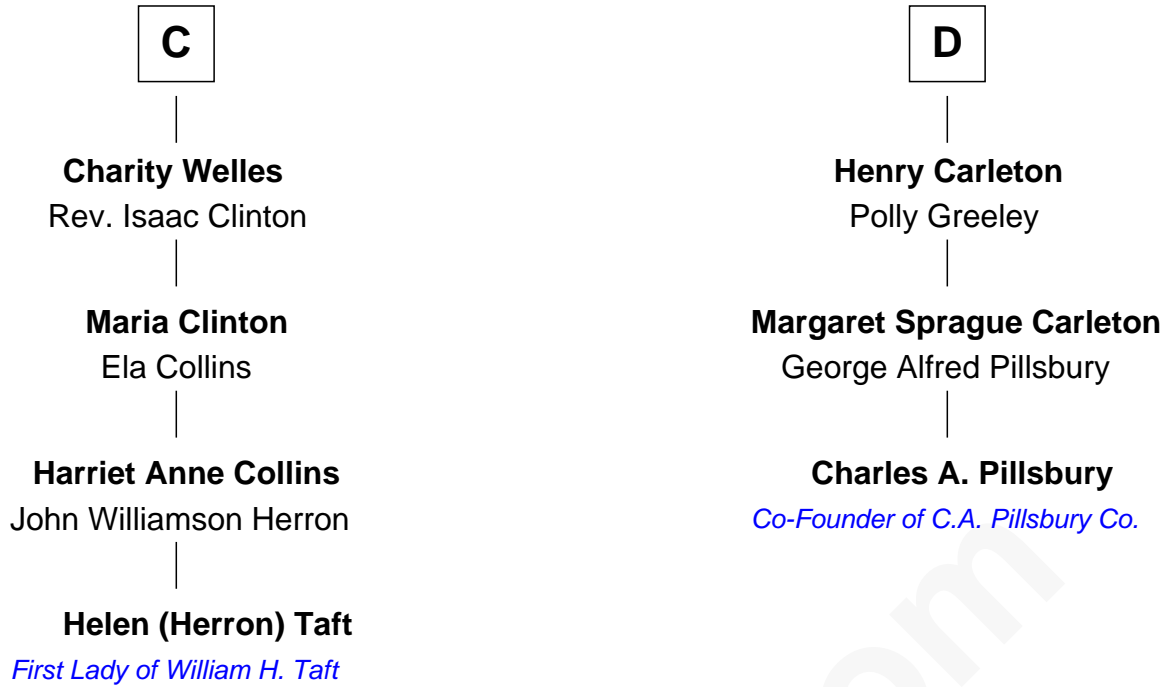 C
Charity Welles
Rev. Isaac Clinton
Maria Clinton
Ela Collins
Harriet Anne Collins
John Williamson Herron
Helen (Herron) Taft
First Lady of William H. Taft
D
Henry Carleton
Polly Greeley
Margaret Sprague Carleton
George Alfred Pillsbury
Charles A. Pillsbury
Co-Founder of C.A. Pillsbury Co.
om